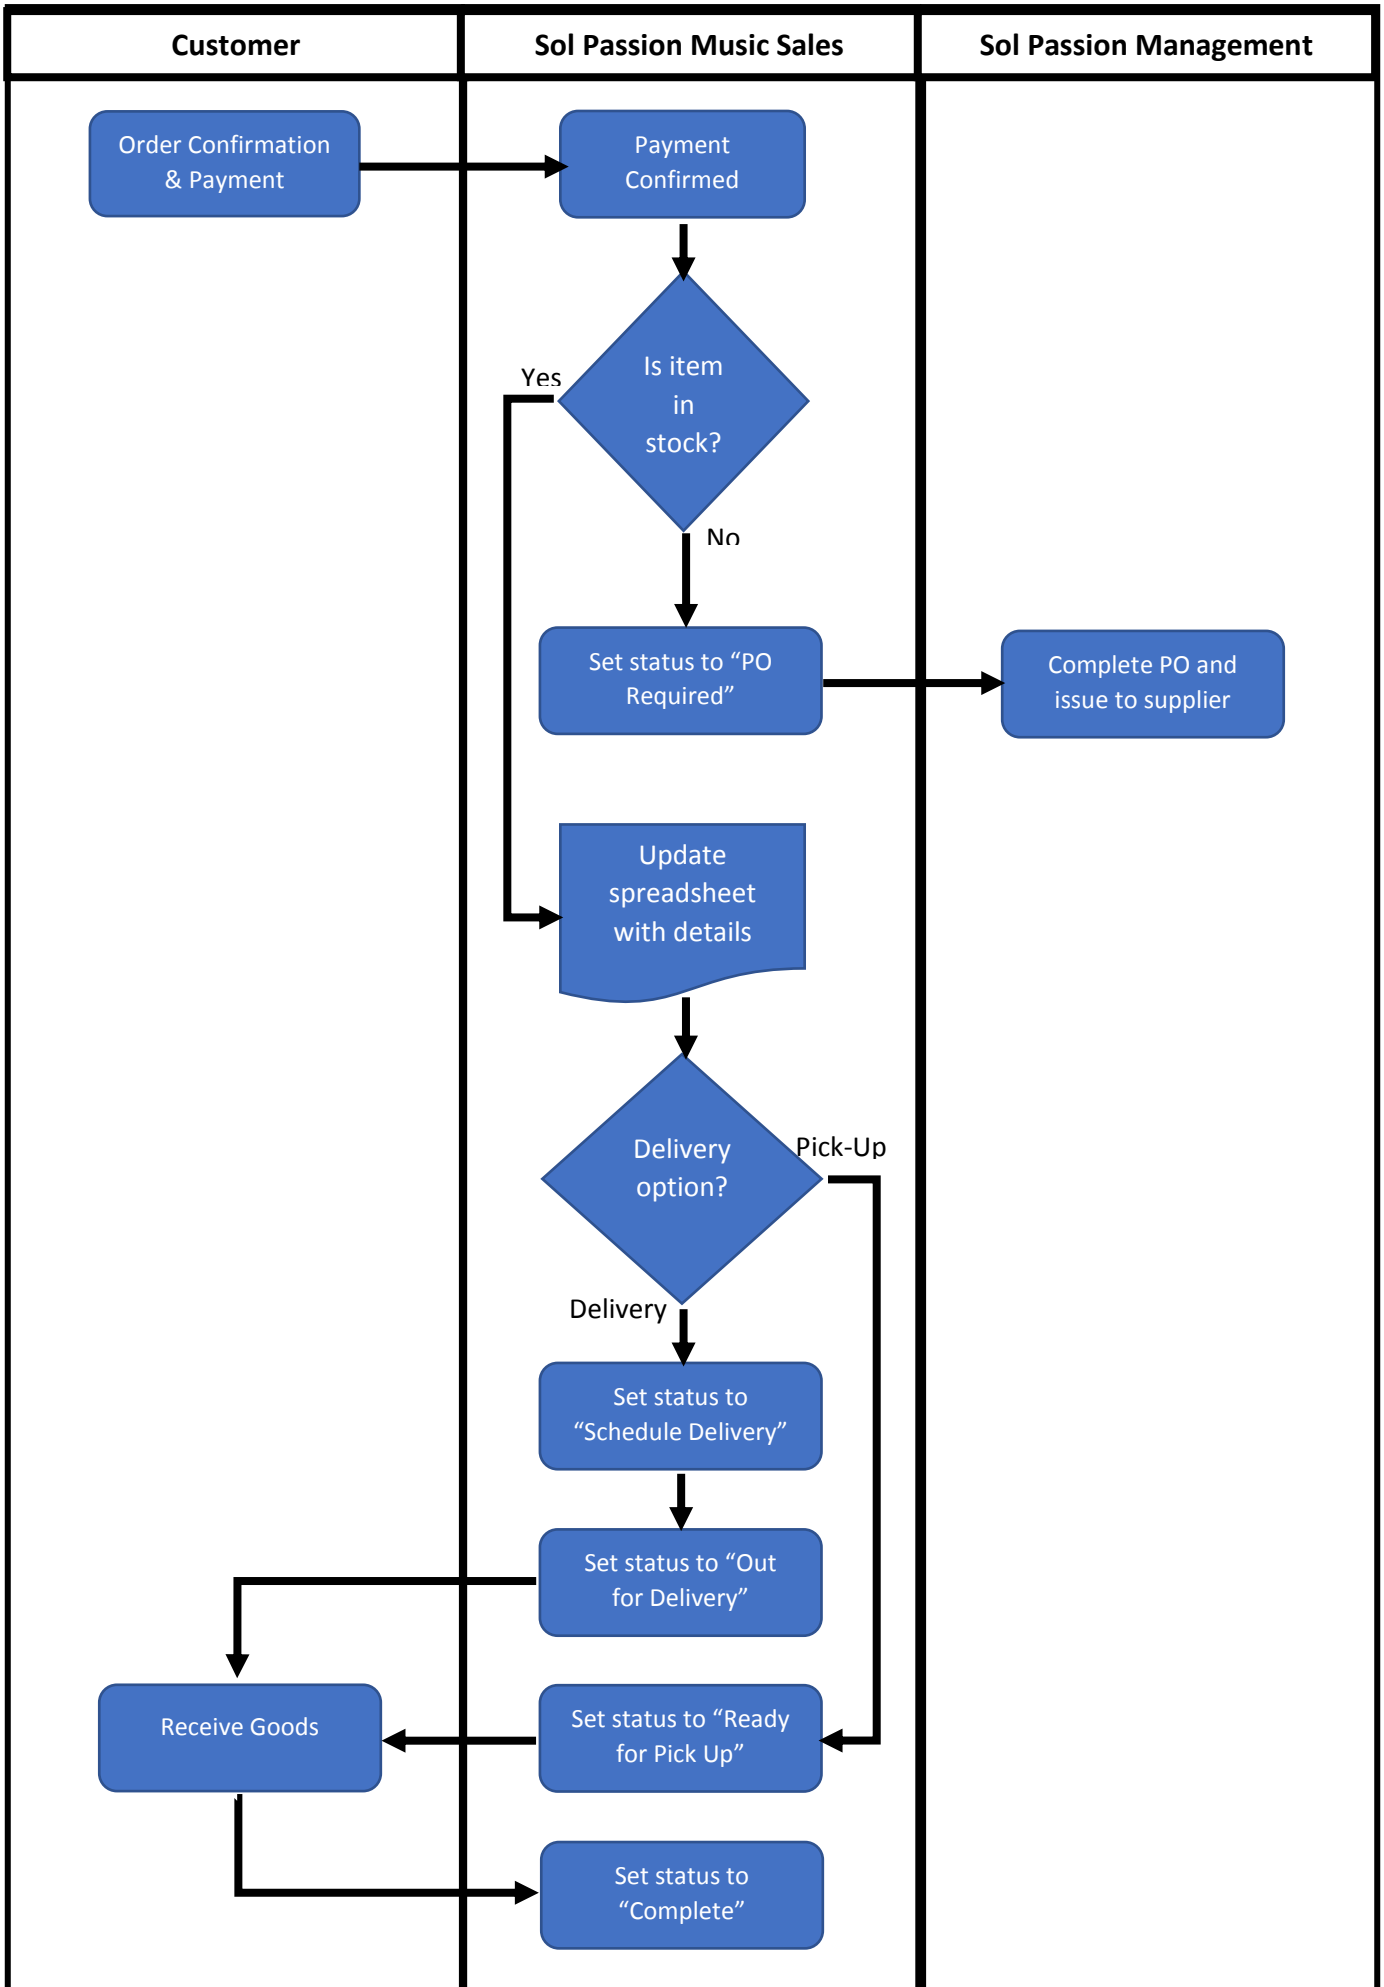 Customer
Sol Passion Music Sales
Sol Passion Management
Order Confirmation
& Payment
Payment
Confirmed
Is item
in
stock?
Yes
No
Set status to “PO
Required”
Complete PO and
issue to supplier
Update
spreadsheet
with details
Delivery
option?
Pick-Up
Delivery
Set status to
“Schedule Delivery”
Set status to “Out
for Delivery”
Receive Goods
Set status to “Ready
for Pick Up”
Set status to
“Complete”